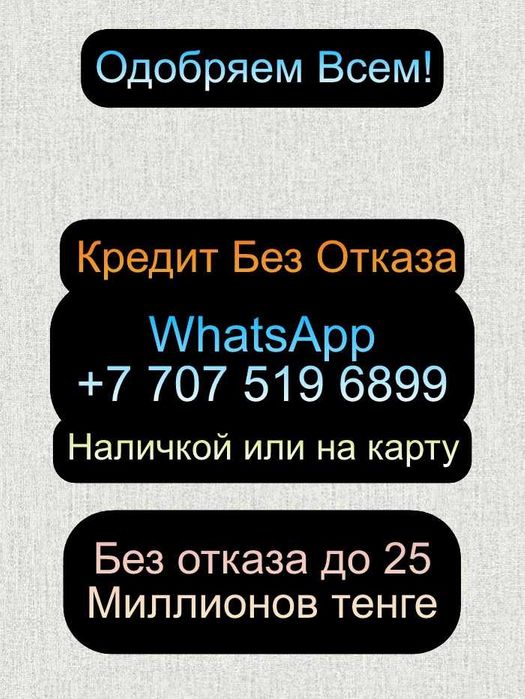 Одобряем Всем!
Кредит Без Отказа
WhatsApp
+7 707 519 6899
Наличкой или на карту
Без отказа до 25
Миллионов тенге